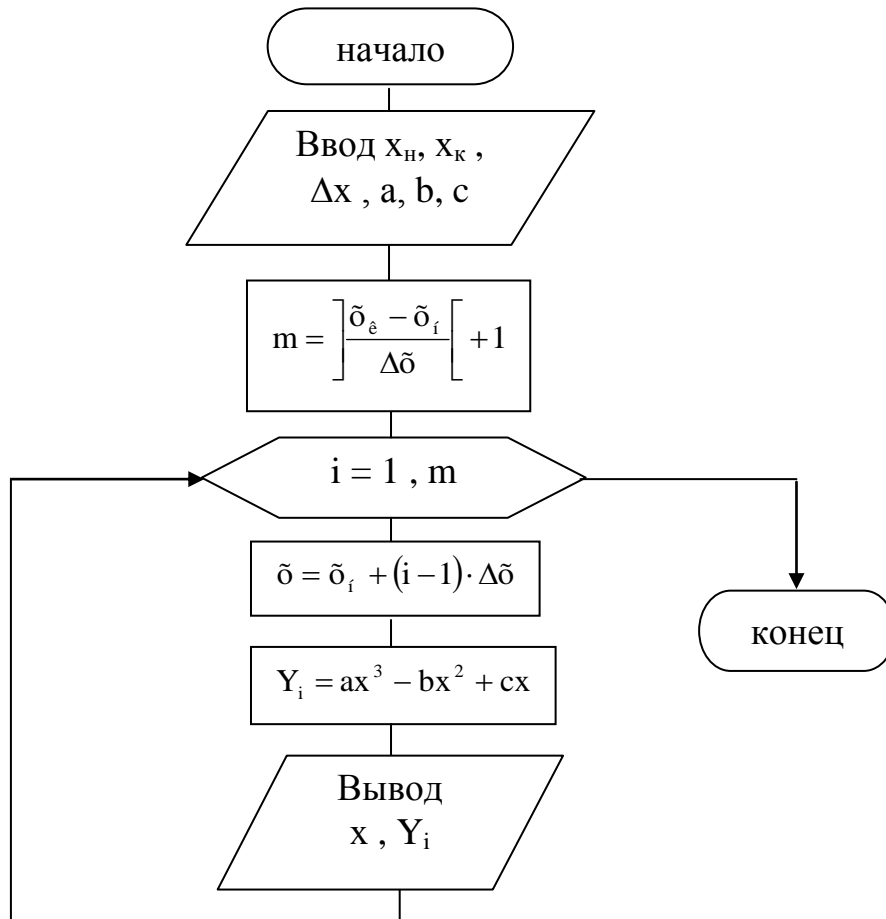 начало
Ввод xн, xк ,
Δx , a, b, c
m = ](õê − õí)/Δõ[ + 1
i = 1 , m
õ = õí + (i − 1) · Δõ
конец
Yi = ax³ − bx² + cx
Вывод
x , Yi